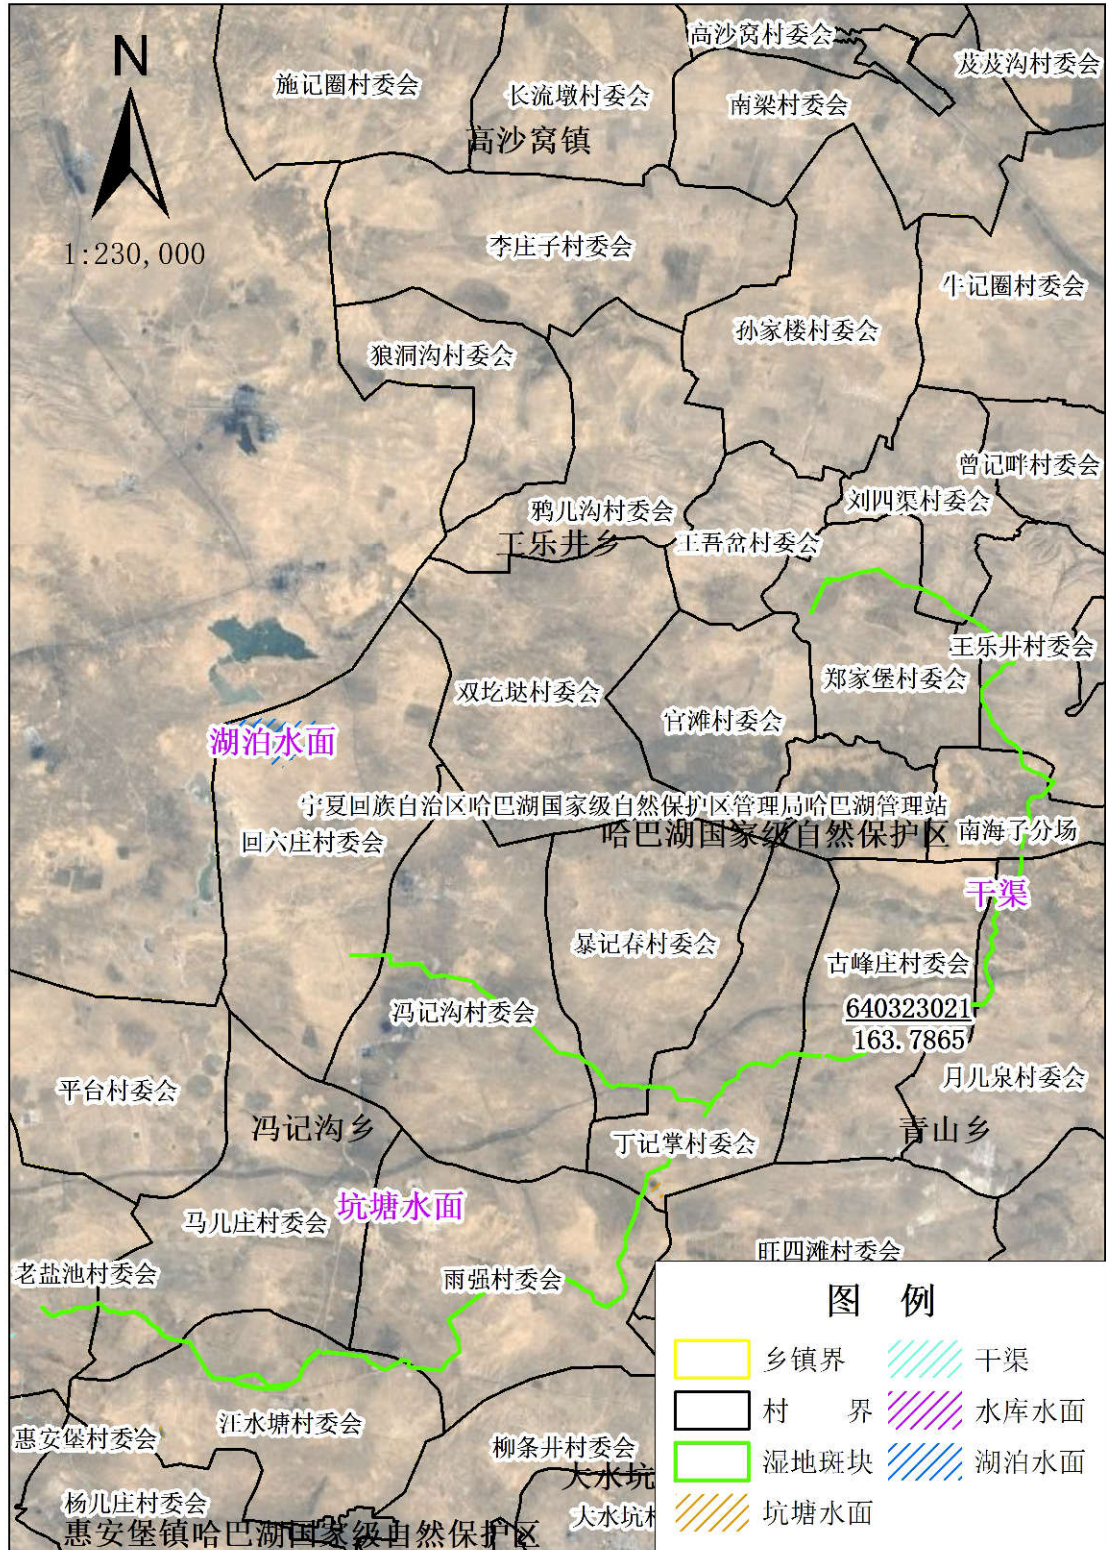 N
1:230,000
高沙窝村委会
芨芨沟村委会
施记圈村委会
长流墩村委会
南梁村委会
高沙窝镇
李庄子村委会
牛记圈村委会
孙家楼村委会
狼洞沟村委会
曾记畔村委会
刘四渠村委会
鸦儿沟村委会
王吾岔村委会
王乐井乡
王乐井村委会
郑家堡村委会
双圪垯村委会
官滩村委会
湖泊水面
宁夏回族自治区哈巴湖国家级自然保护区管理局哈巴湖管理站
回六庄村委会
哈巴湖国家级自然保护区
南海子分场
干渠
暴记春村委会
古峰庄村委会
冯记沟村委会
640323021
163.7865
月儿泉村委会
平台村委会
冯记沟乡
青山乡
丁记掌村委会
坑塘水面
马儿庄村委会
旺四滩村委会
老盐池村委会
雨强村委会
汪水塘村委会
惠安堡村委会
柳条井村委会
大水坑
杨儿庄村委会
大水坑村
惠安堡镇哈巴湖国家级自然保护区
图 例
乡镇界
干渠
村 界
水库水面
湿地斑块
湖泊水面
坑塘水面